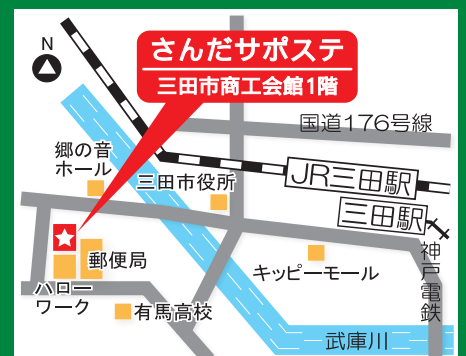 さんだサポステ
三田市商工会館1階
N
国道176号線
郷の音
ホール
三田市役所
JR三田駅
三田駅
神戸電鉄
郵便局
キッピーモール
ハロー
ワーク
有馬高校
武庫川